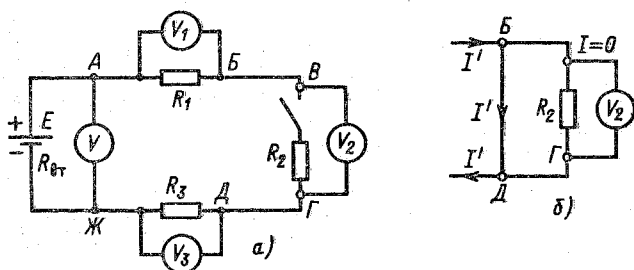 V₁
А
Б
В
R₁
+
E
-
Rвт
V
R₂
V₂
R₃
Д
Г
Ж
V₃
а)
Б
I=0
I'
I'
R₂
V₂
I'
Г
Д
б)